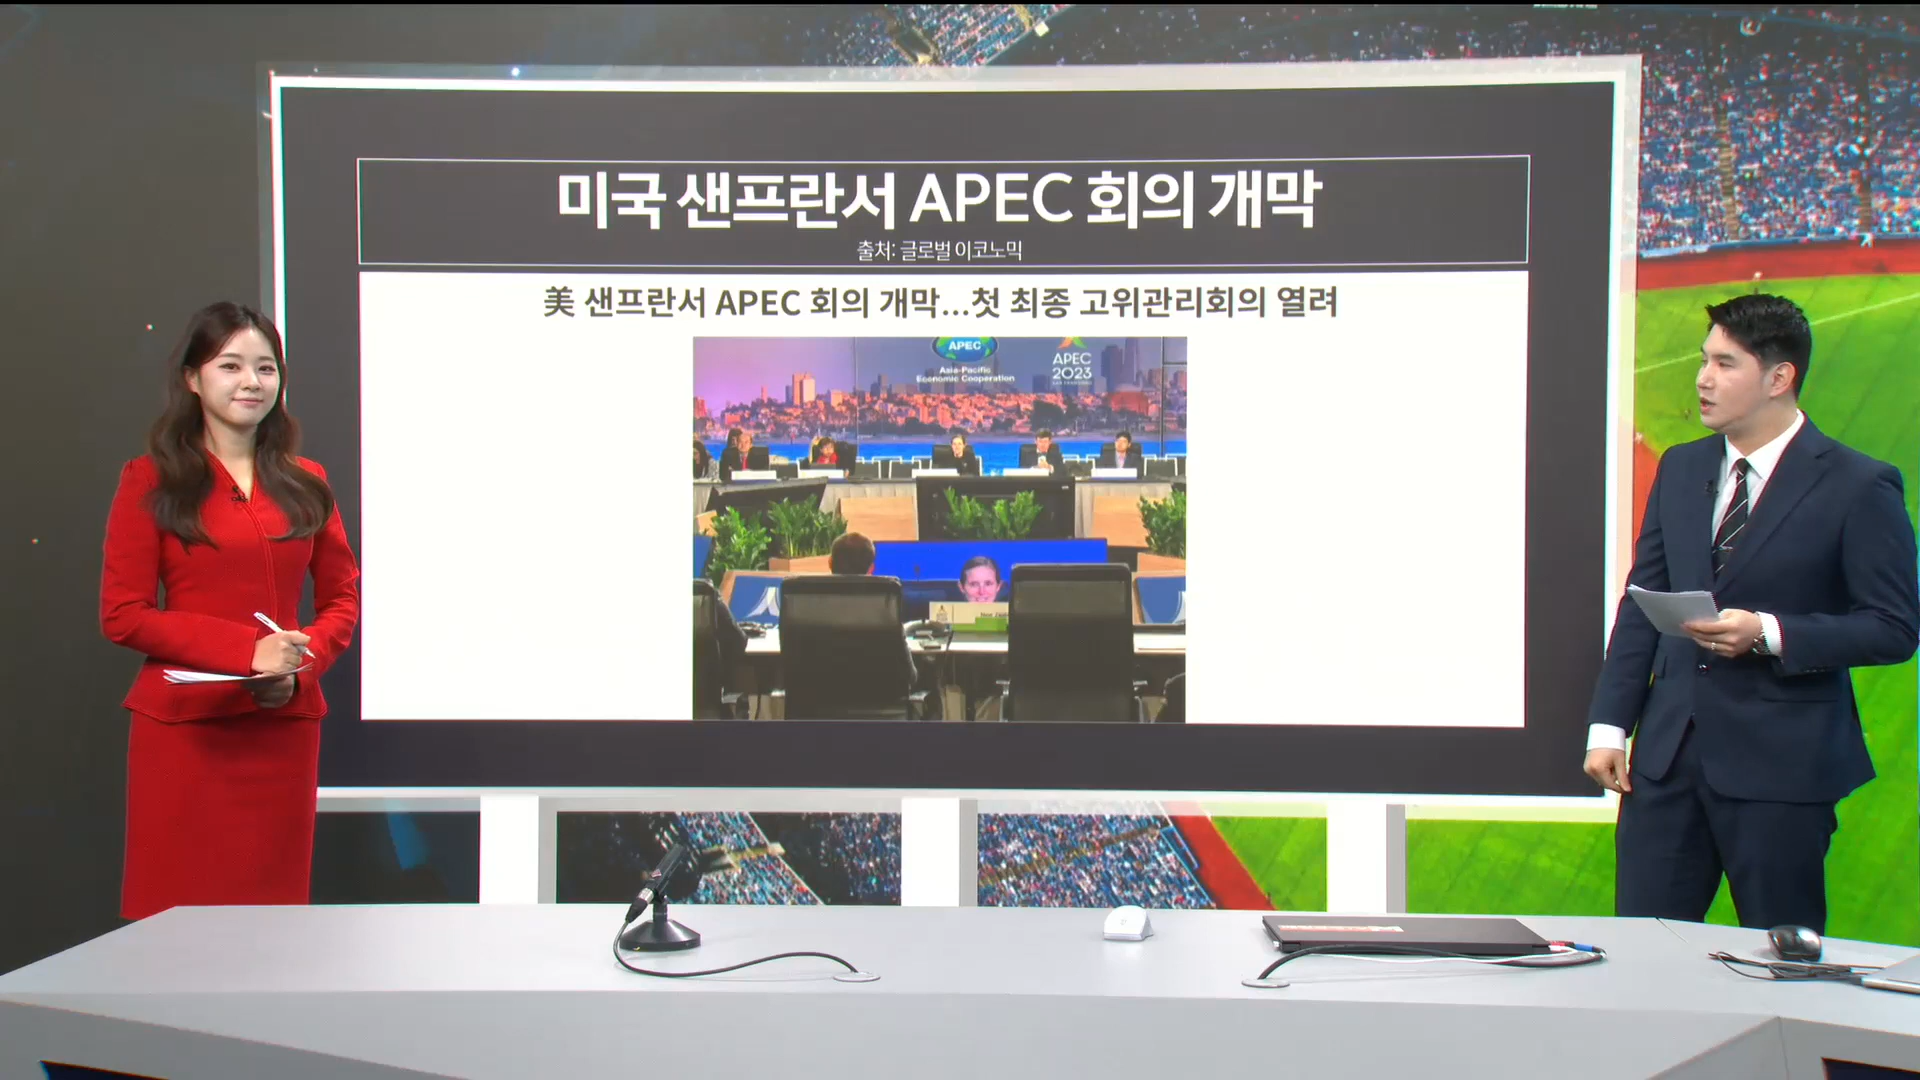 미국 샌프란서 APEC 회의 개막
출처: 글로벌 이코노믹
美 샌프란서 APEC 회의 개막...첫 최종 고위관리회의 열려
APEC
Asia-Pacific
Economic Cooperation
APEC
2023